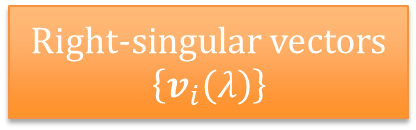 Right-singular vectors
{𝒗ᵢ(λ)}